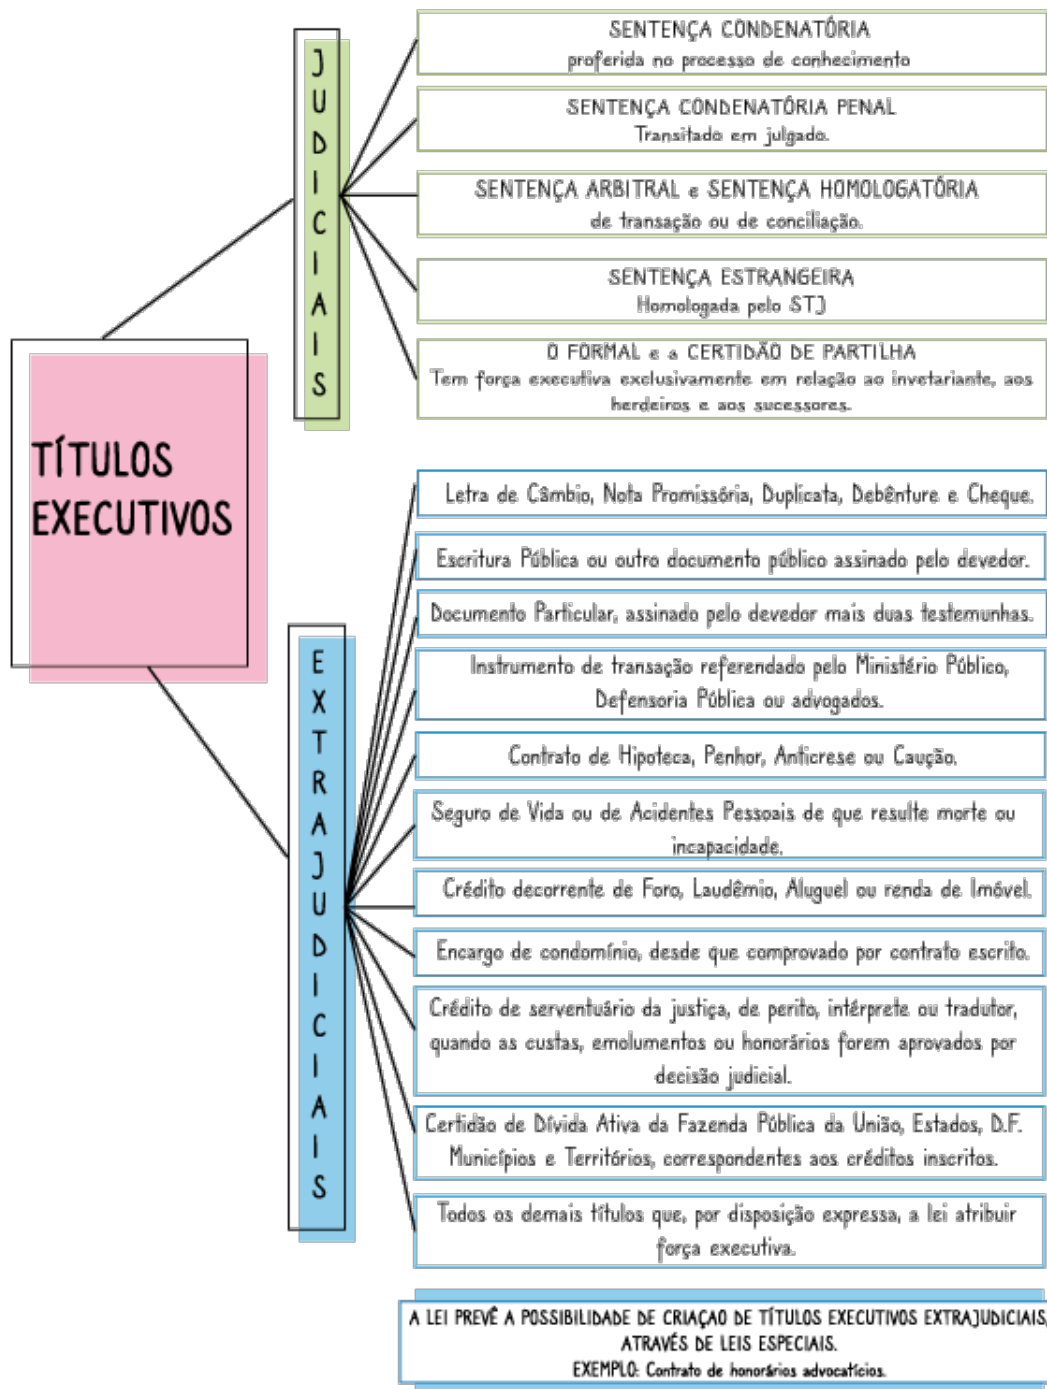 TÍTULOS
EXECUTIVOS
JUDICIAIS
SENTENÇA CONDENATÓRIA
proferida no processo de conhecimento
SENTENÇA CONDENATÓRIA PENAL
Transitado em julgado.
SENTENÇA ARBITRAL e SENTENÇA HOMOLOGATÓRIA
de transação ou de conciliação.
SENTENÇA ESTRANGEIRA
Homologada pelo STJ
O FORMAL e a CERTIDÃO DE PARTILHA
Tem força executiva exclusivamente em relação ao invetariante, aos
herdeiros e aos sucessores.
EXTRAJUDICIAIS
Letra de Câmbio, Nota Promissória, Duplicata, Debênture e Cheque.
Escritura Pública ou outro documento público assinado pelo devedor.
Documento Particular, assinado pelo devedor mais duas testemunhas.
Instrumento de transação referendado pelo Ministério Público,
Defensoria Pública ou advogados.
Contrato de Hipoteca, Penhor, Anticrese ou Caução.
Seguro de Vida ou de Acidentes Pessoais de que resulte morte ou
incapacidade.
Crédito decorrente de Foro, Laudêmio, Aluguel ou renda de Imóvel.
Encargo de condomínio, desde que comprovado por contrato escrito.
Crédito de serventuário da justiça, de perito, intérprete ou tradutor,
quando as custas, emolumentos ou honorários forem aprovados por
decisão judicial.
Certidão de Dívida Ativa da Fazenda Pública da União, Estados, D.F.
Municípios e Territórios, correspondentes aos créditos inscritos.
Todos os demais títulos que, por disposição expressa, a lei atribuir
força executiva.
A LEI PREVÊ A POSSIBILIDADE DE CRIAÇAO DE TÍTULOS EXECUTIVOS EXTRAJUDICIAIS,
ATRAVÉS DE LEIS ESPECIAIS.
EXEMPLO: Contrato de honorários advocatícios.